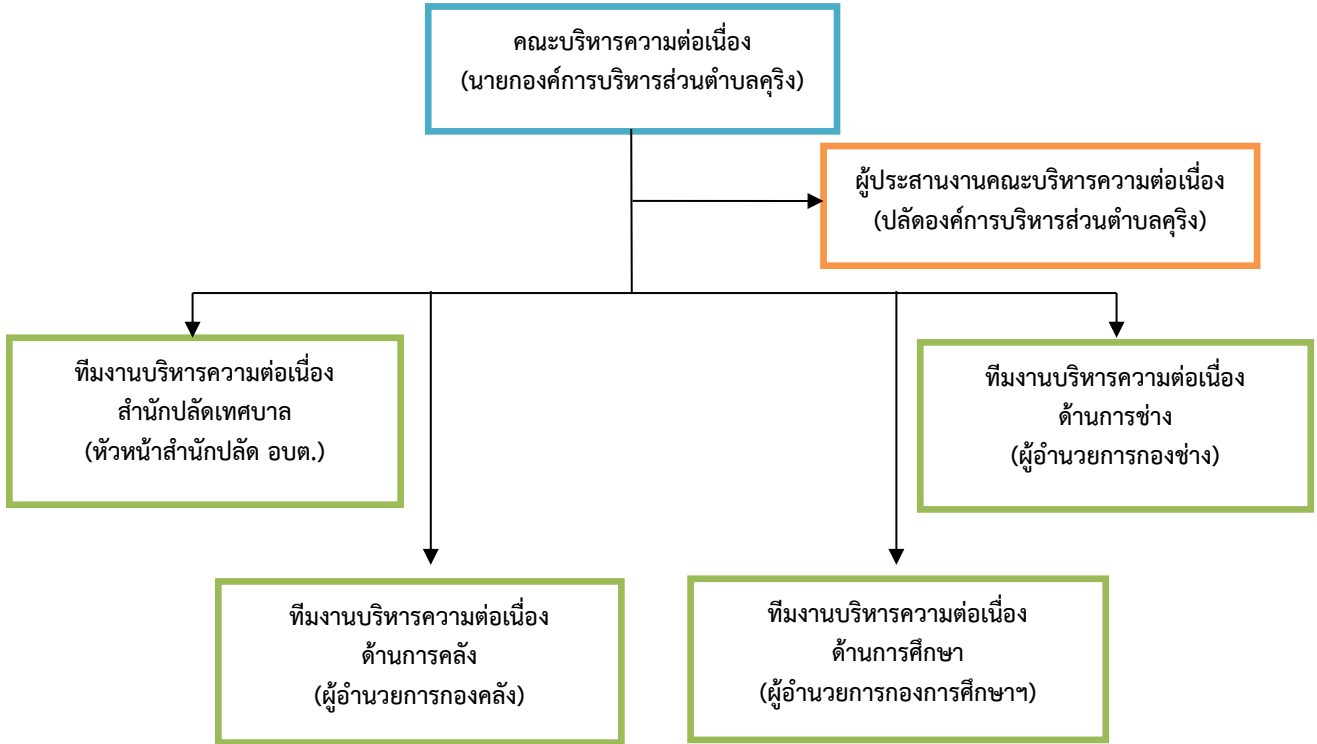 คณะบริหารความต่อเนื่อง
(นายกองค์การบริหารส่วนตำบลคุริง)
ผู้ประสานงานคณะบริหารความต่อเนื่อง
(ปลัดองค์การบริหารส่วนตำบลคุริง)
ทีมงานบริหารความต่อเนื่อง
สำนักปลัดเทศบาล
(หัวหน้าสำนักปลัด อบต.)
ทีมงานบริหารความต่อเนื่อง
ด้านการช่าง
(ผู้อำนวยการกองช่าง)
ทีมงานบริหารความต่อเนื่อง
ด้านการคลัง
(ผู้อำนวยการกองคลัง)
ทีมงานบริหารความต่อเนื่อง
ด้านการศึกษา
(ผู้อำนวยการกองการศึกษาฯ)